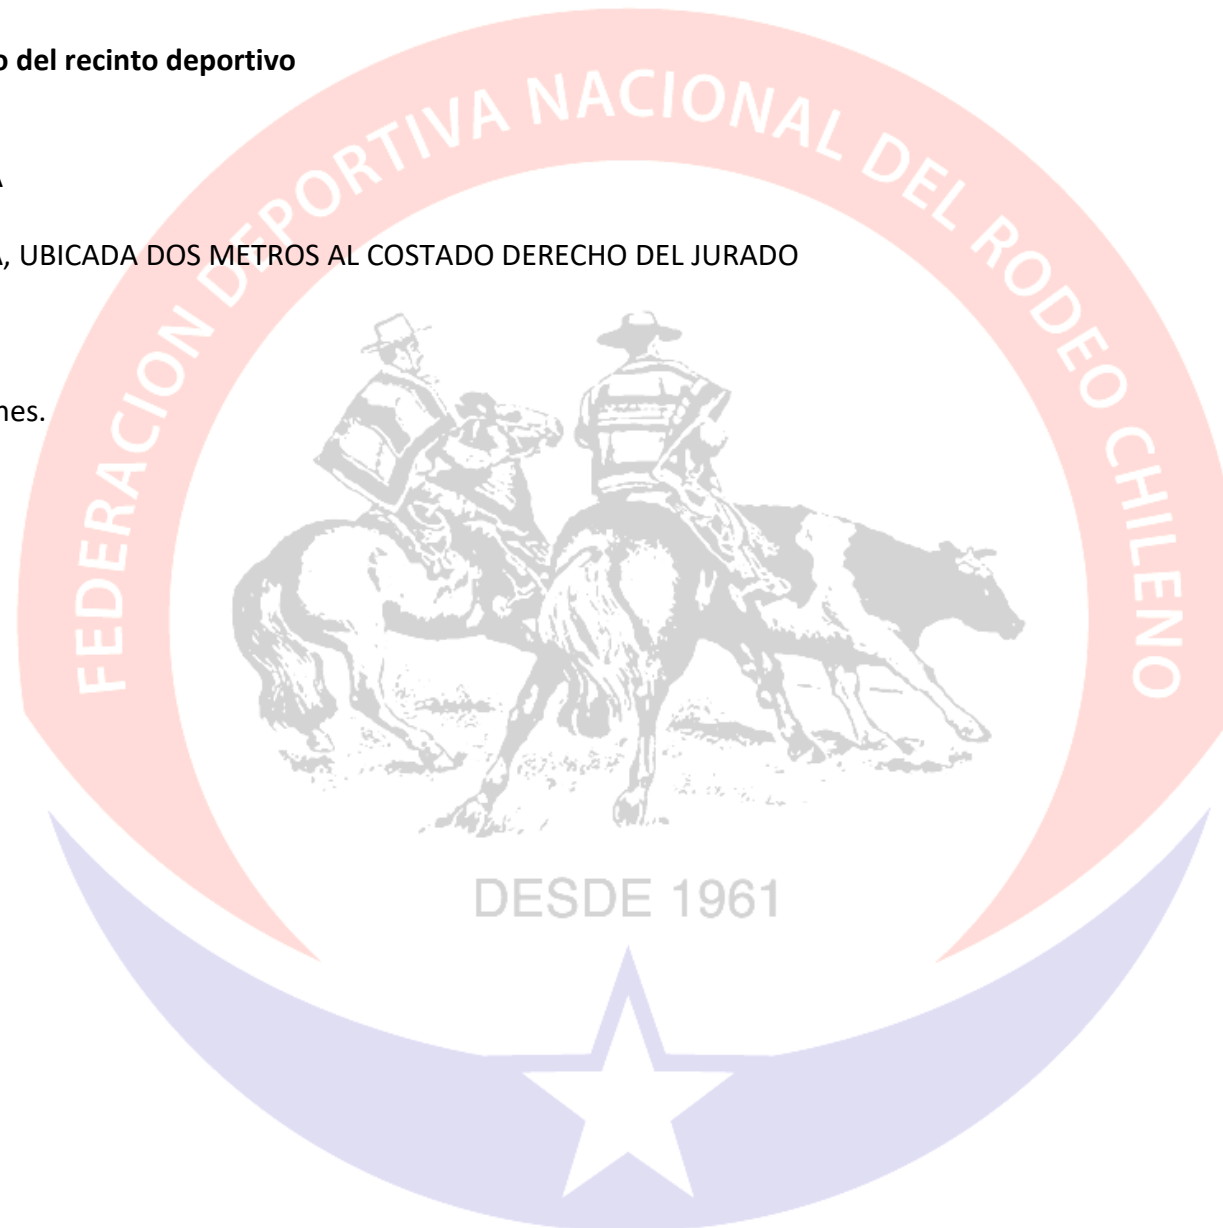 o del recinto deportivo
A
A, UBICADA DOS METROS AL COSTADO DERECHO DEL JURADO
nes.
FEDERACION DEPORTIVA NACIONAL DEL RODEO CHILENO
DESDE 1961